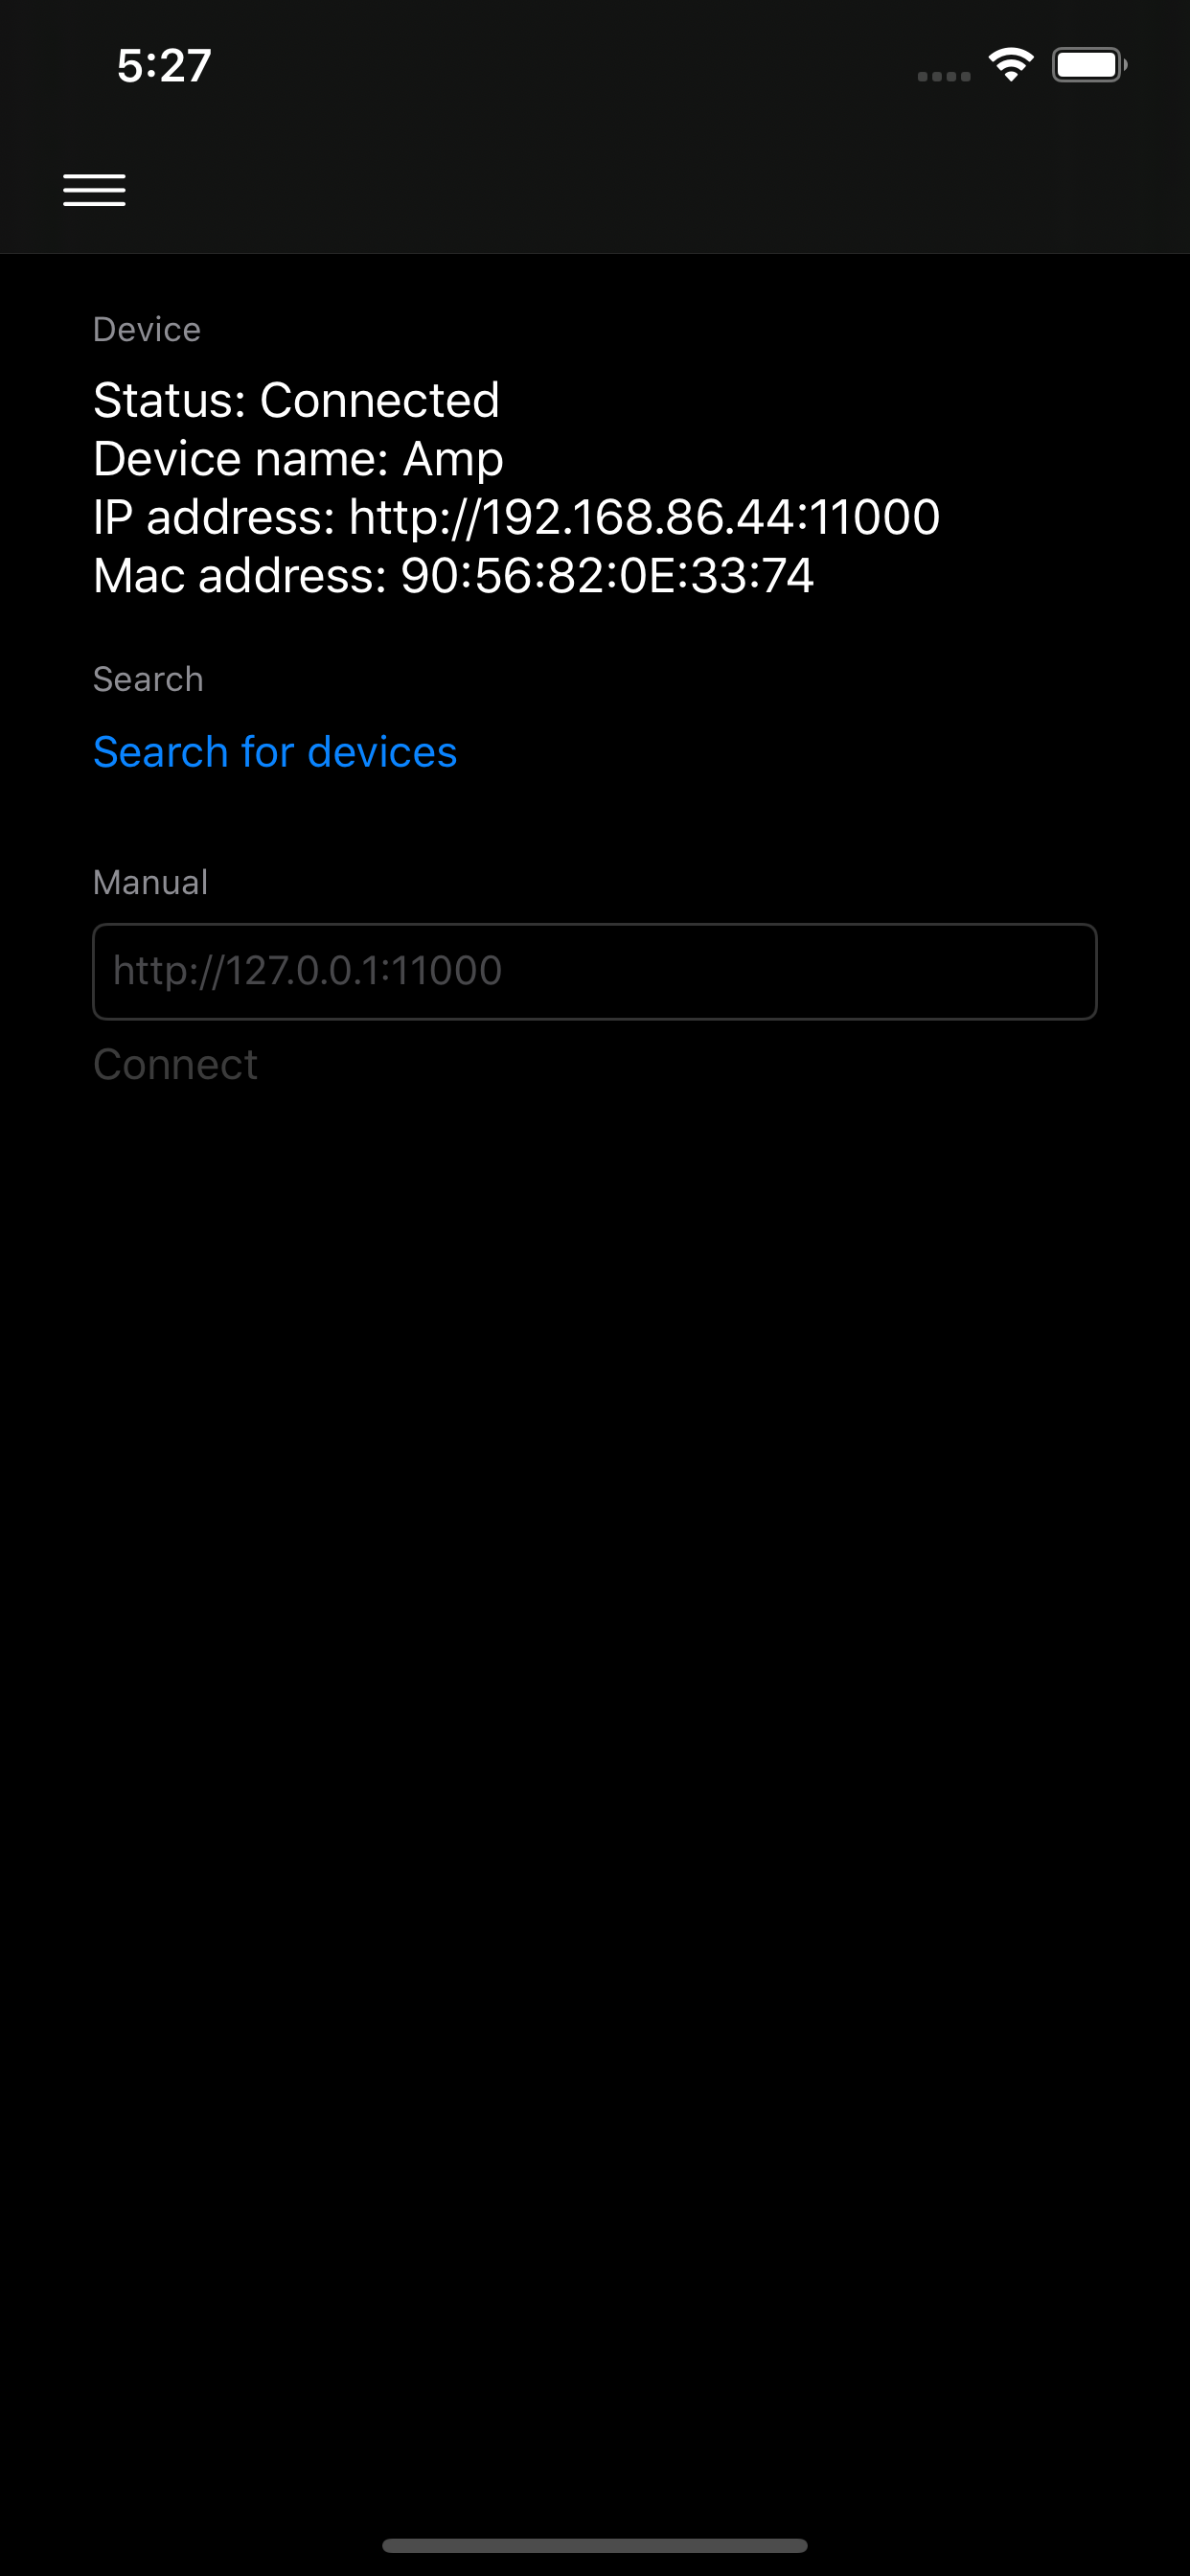 5:27
Device
Status: Connected
Device name: Amp
IP address: http://192.168.86.44:11000
Mac address: 90:56:82:0E:33:74
Search
Search for devices
Manual
http://127.0.0.1:11000
Connect